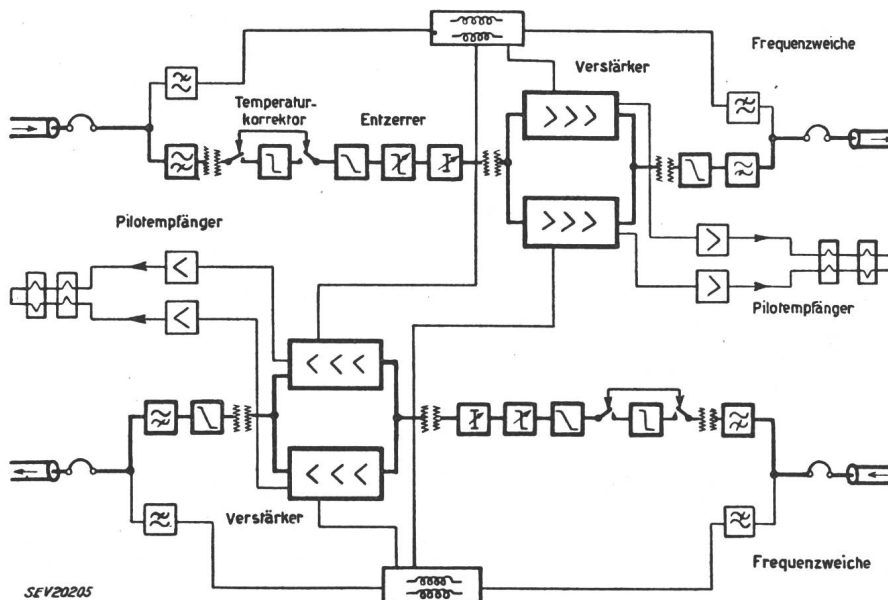 Frequenzweiche
Verstärker
Temperatur-
korrektor
Entzerrer
Pilotempfänger
Pilotempfänger
Verstärker
Frequenzweiche
SEV20205